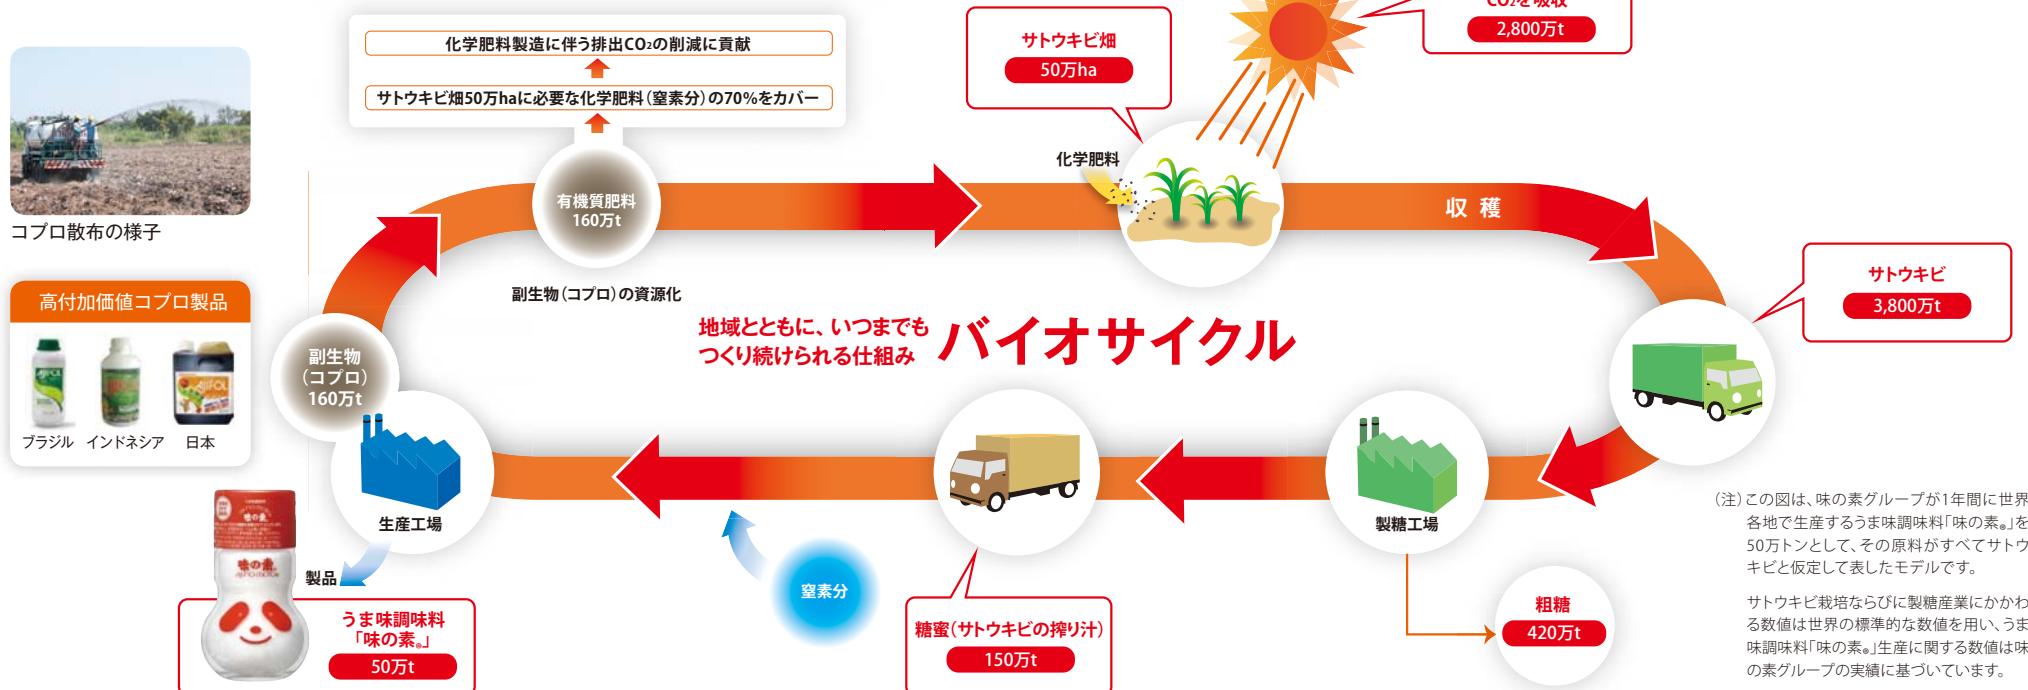 化学肥料製造に伴う排出CO₂の削減に貢献
サトウキビ畑50万haに必要な化学肥料（窒素分）の70%をカバー
サトウキビ畑
50万ha
CO₂を吸収
2,800万t
コプロ散布の様子
有機質肥料
160万t
化学肥料
収穫
副生物（コプロ）の資源化
サトウキビ
3,800万t
高付加価値コプロ製品
ブラジル
インドネシア
日本
副生物
（コプロ）
160万t
地域とともに、いつまでも
つくり続けられる仕組み
バイオサイクル
生産工場
製品
味の素
味の素®
うま味調味料
「味の素®」
50万t
窒素分
糖蜜（サトウキビの搾り汁）
150万t
製糖工場
粗糖
420万t
（注）この図は、味の素グループが1年間に世界
各地で生産するうま味調味料「味の素®」を
50万トンとして、その原料がすべてサトウ
キビと仮定して表したモデルです。
サトウキビ栽培ならびに製糖産業にかかわ
る数値は世界の標準的な数値を用い、うま
味調味料「味の素®」生産に関する数値は味
の素グループの実績に基づいています。